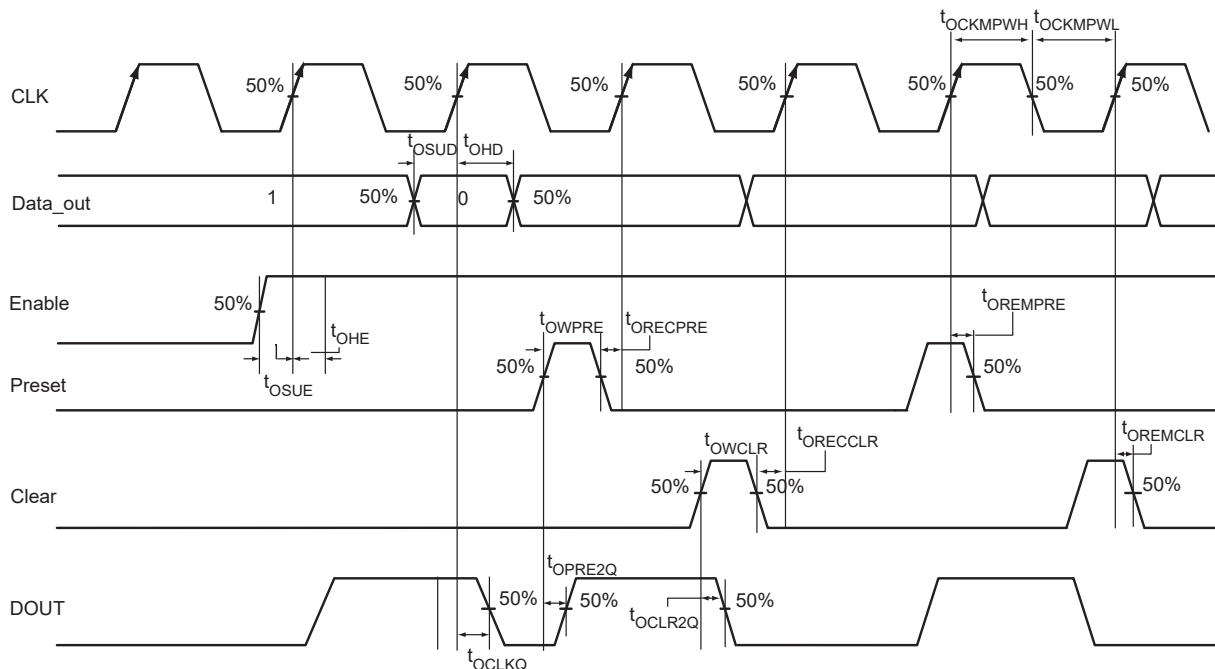 tOCKMPWH tOCKMPWL
CLK 50% 50% 50% 50% 50% 50% 50%
tOSUD tOHD
Data_out 1 50% 0 50%
Enable 50%
tOHE
tOSUE
tOWPRE tORECPRE tOREMPRE
Preset 50% 50% 50%
tOWCLR tORECCLR tOREMCLR
Clear 50% 50% 50%
tOPRE2Q
DOUT 50% 50% 50%
tOCLR2Q
tOCLKQ